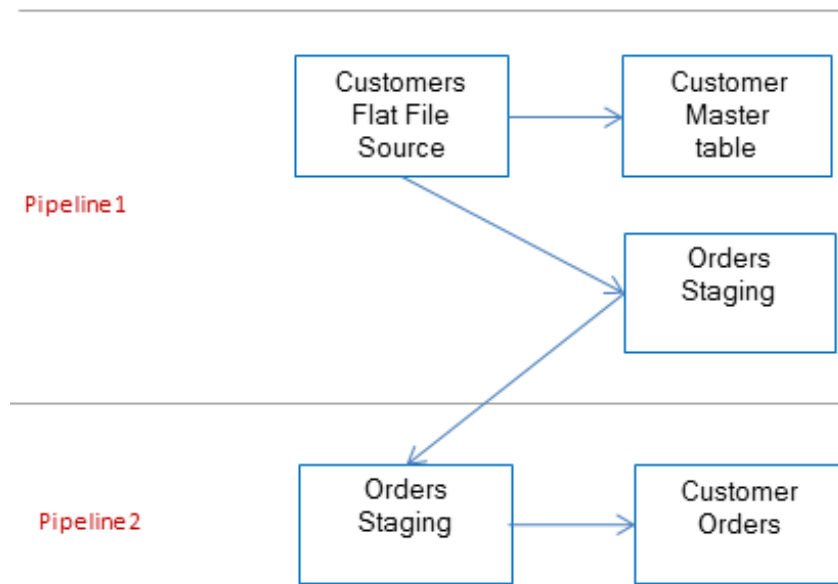 Customers
Flat File
Source
Customer
Master
table
Pipeline1
Orders
Staging
Orders
Staging
Customer
Orders
Pipeline2